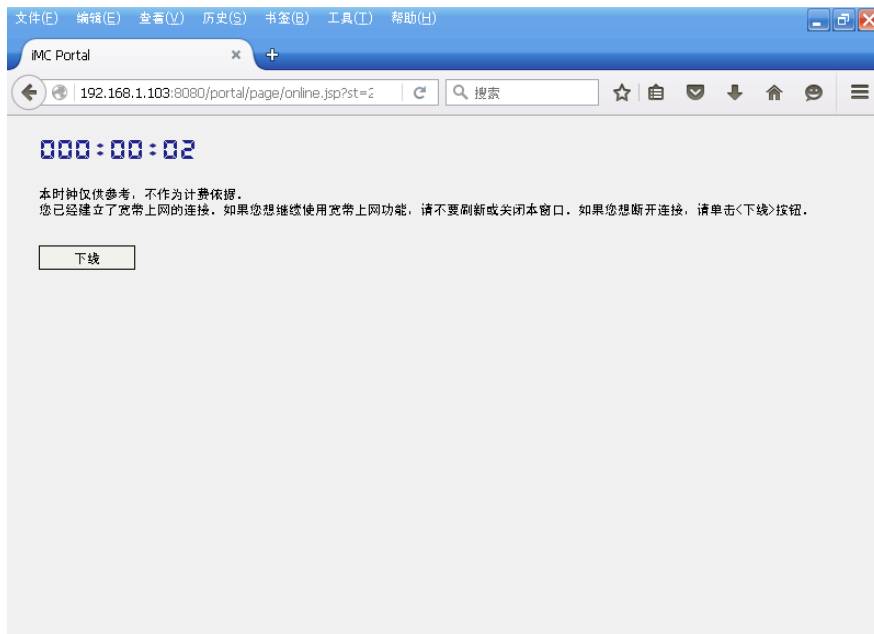 文件(F) 编辑(E) 查看(V) 历史(S) 书签(B) 工具(T) 帮助(H)
iMC Portal
192.168.1.103:8080/portal/page/online.jsp?st=2
搜索
000:00:02
本时钟仅供参考，不作为计费依据．
您已经建立了宽带上网的连接．如果您想继续使用宽带上网功能，请不要刷新或关闭本窗口．如果您想断开连接，请单击<下线>按钮．
下线